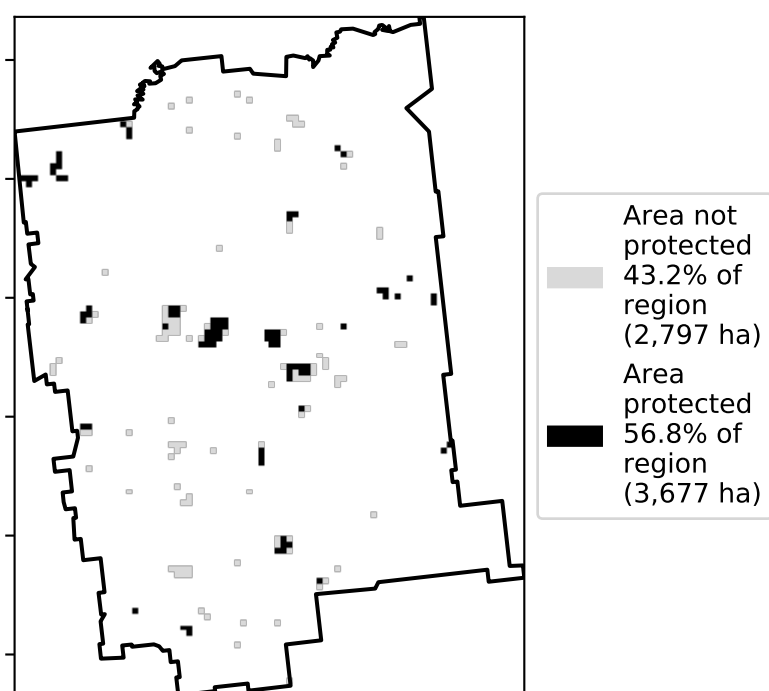 Area not
protected
43.2% of
region
(2,797 ha)
Area
protected
56.8% of
region
(3,677 ha)